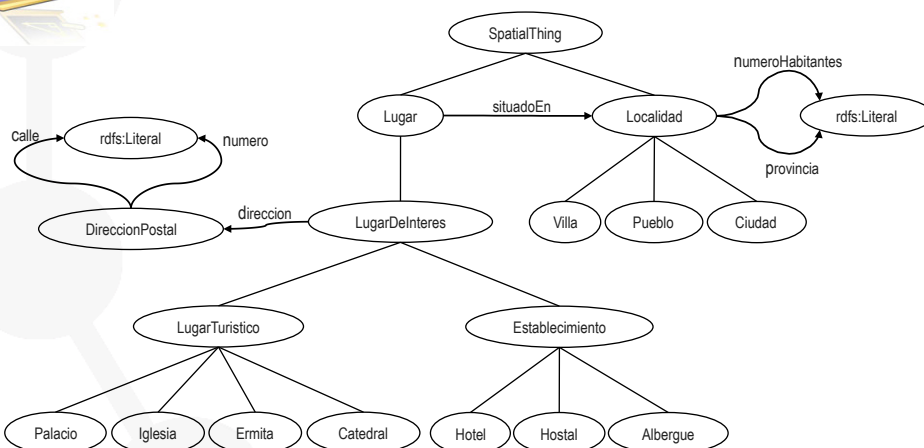 SpatialThing
numeroHabitantes
Lugar
situadoEn
Localidad
rdfs:Literal
calle
rdfs:Literal
numero
provincia
DireccionPostal
direccion
LugarDeInteres
Villa
Pueblo
Ciudad
LugarTuristico
Establecimiento
Palacio
Iglesia
Ermita
Catedral
Hotel
Hostal
Albergue